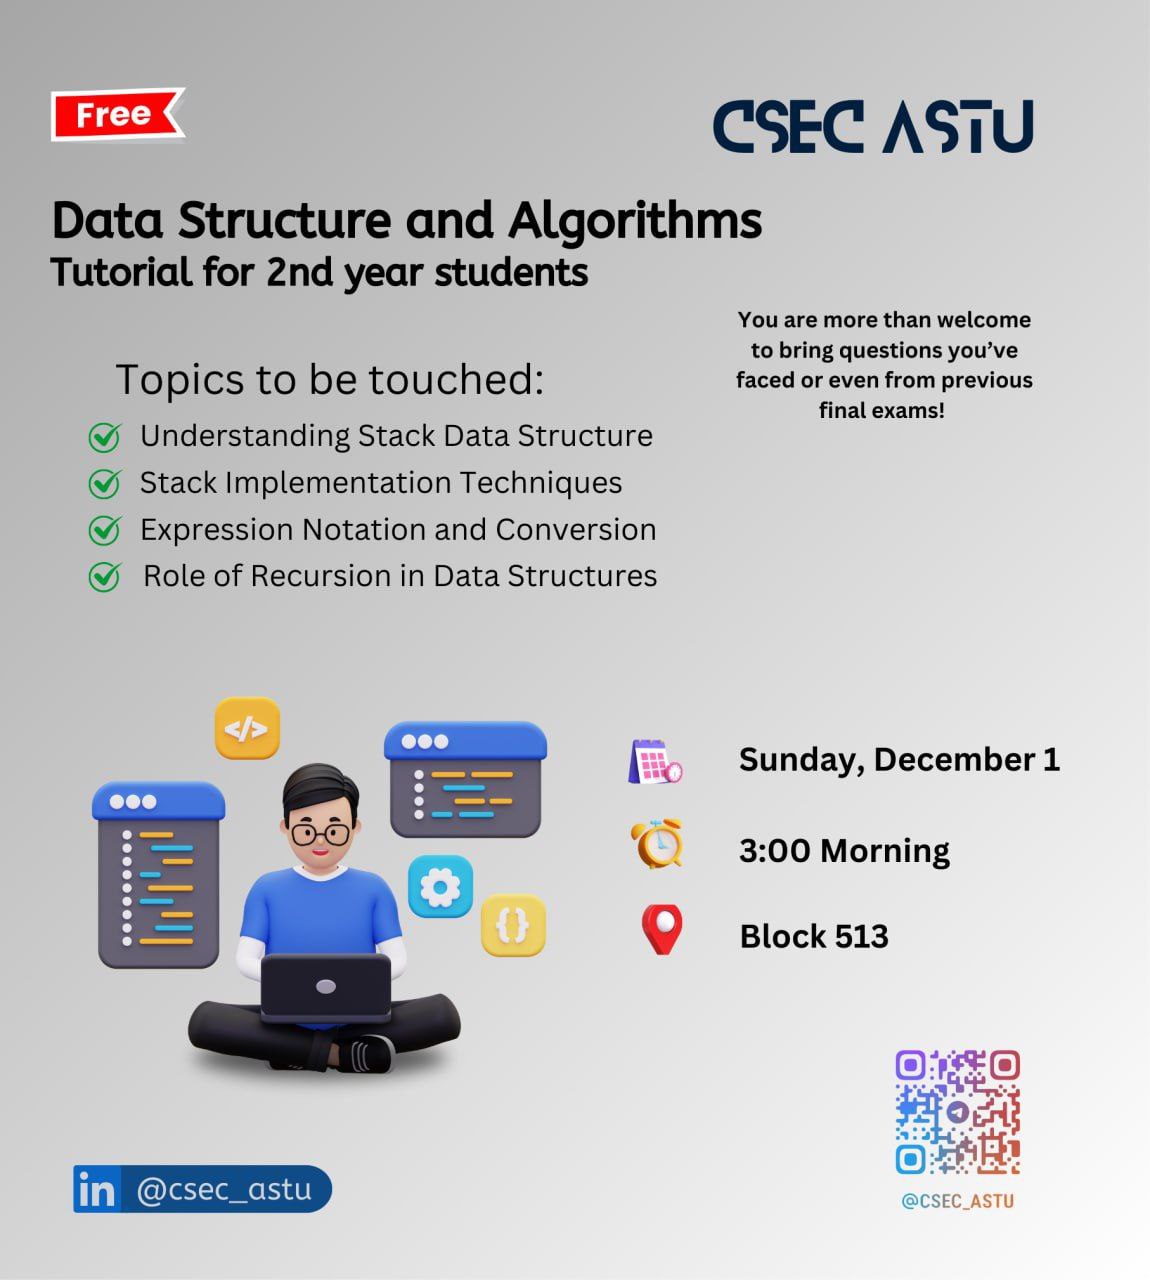 Free
CSEC ASTU
Data Structure and Algorithms
Tutorial for 2nd year students
You are more than welcome
to bring questions you’ve
faced or even from previous
final exams!
Topics to be touched:
Understanding Stack Data Structure
Stack Implementation Techniques
Expression Notation and Conversion
Role of Recursion in Data Structures
</>
{}
Sunday, December 1
3:00 Morning
Block 513
in @csec_astu
@CSEC_ASTU